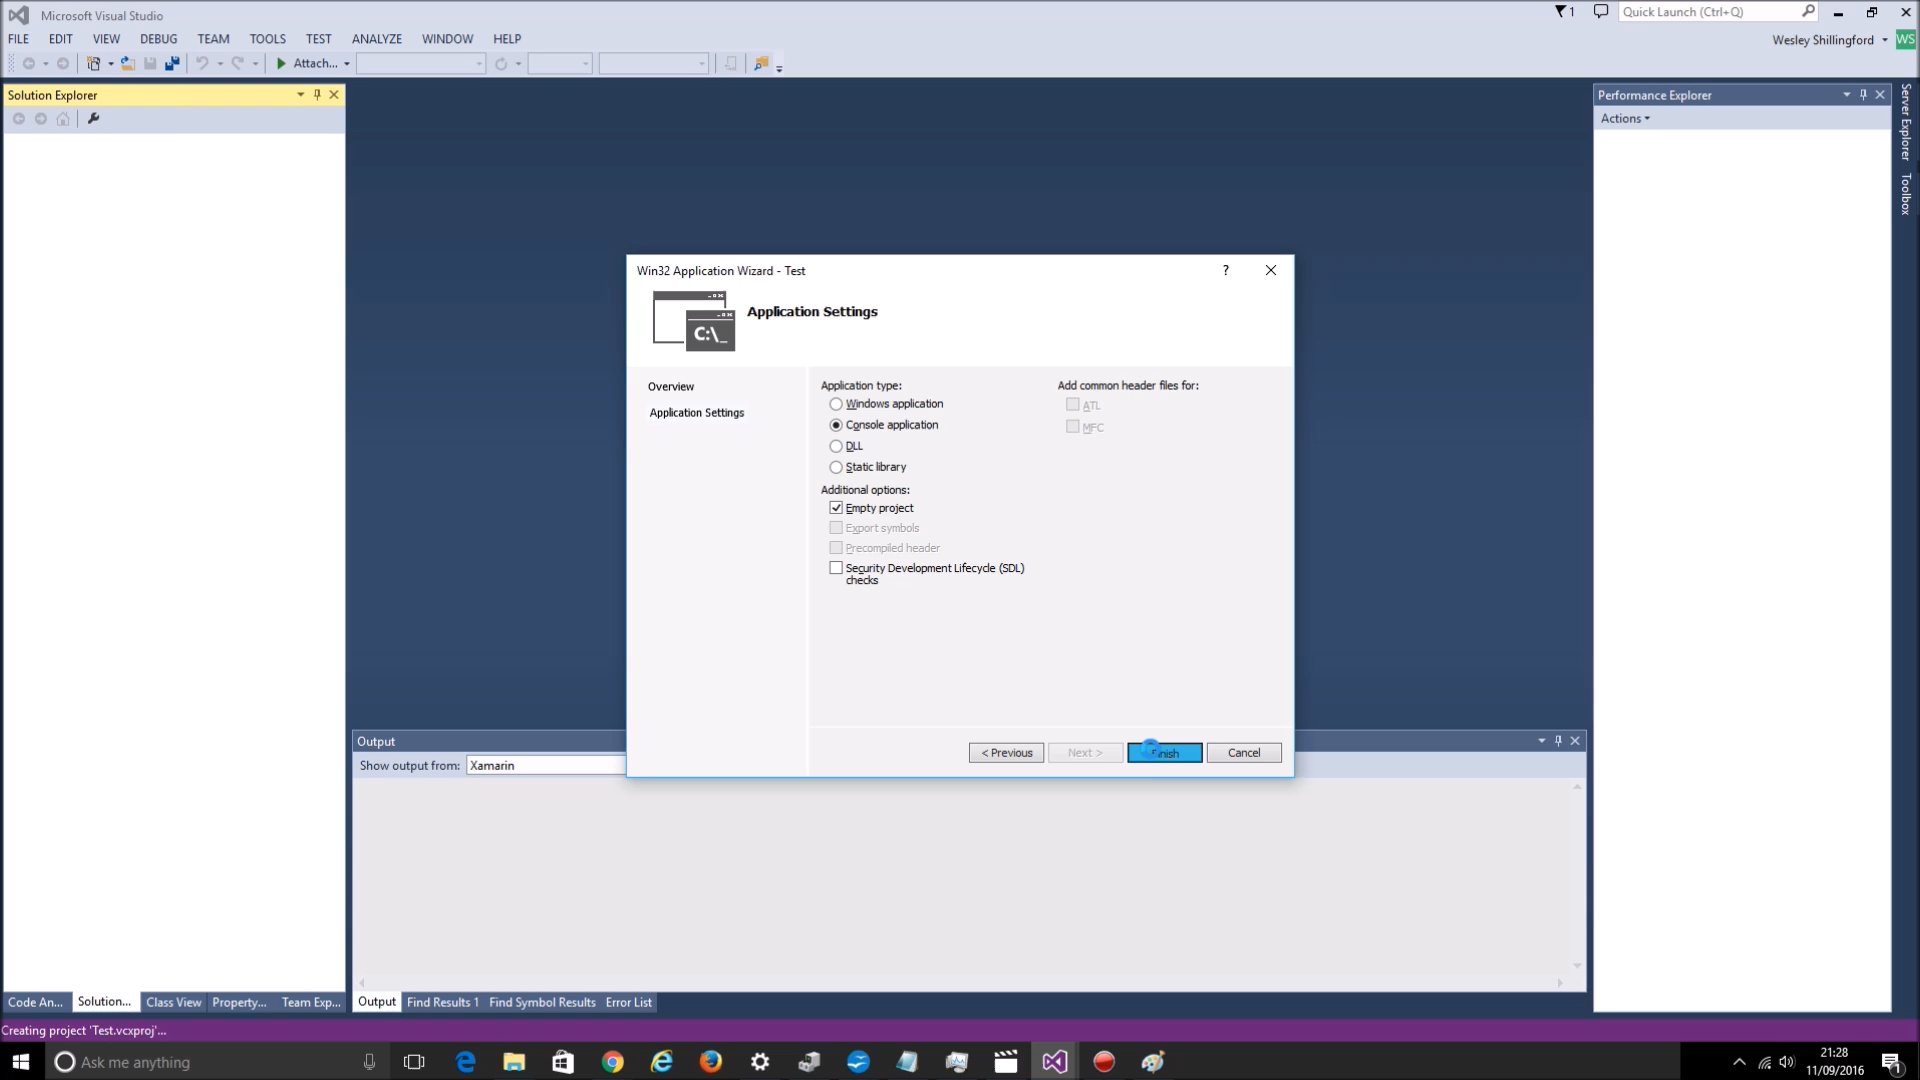 Microsoft Visual Studio
1
Quick Launch (Ctrl+Q)
FILE EDIT VIEW DEBUG TEAM TOOLS TEST ANALYZE WINDOW HELP
Wesley Shillingford WS
Attach...
Solution Explorer
Performance Explorer
Actions
Server Explorer
Toolbox
Win32 Application Wizard - Test
?
C:\_
Application Settings
Overview
Application Settings
Application type:
Windows application
Console application
DLL
Static library
Additional options:
Empty project
Export symbols
Precompiled header
Security Development Lifecycle (SDL)
checks
Add common header files for:
ATL
MFC
< Previous Next > Finish Cancel
Output
Show output from: Xamarin
Code An... Solution... Class View Property... Team Exp...
Output Find Results 1 Find Symbol Results Error List
Creating project 'Test.vcxproj'...
Ask me anything
21:28
11/09/2016
1